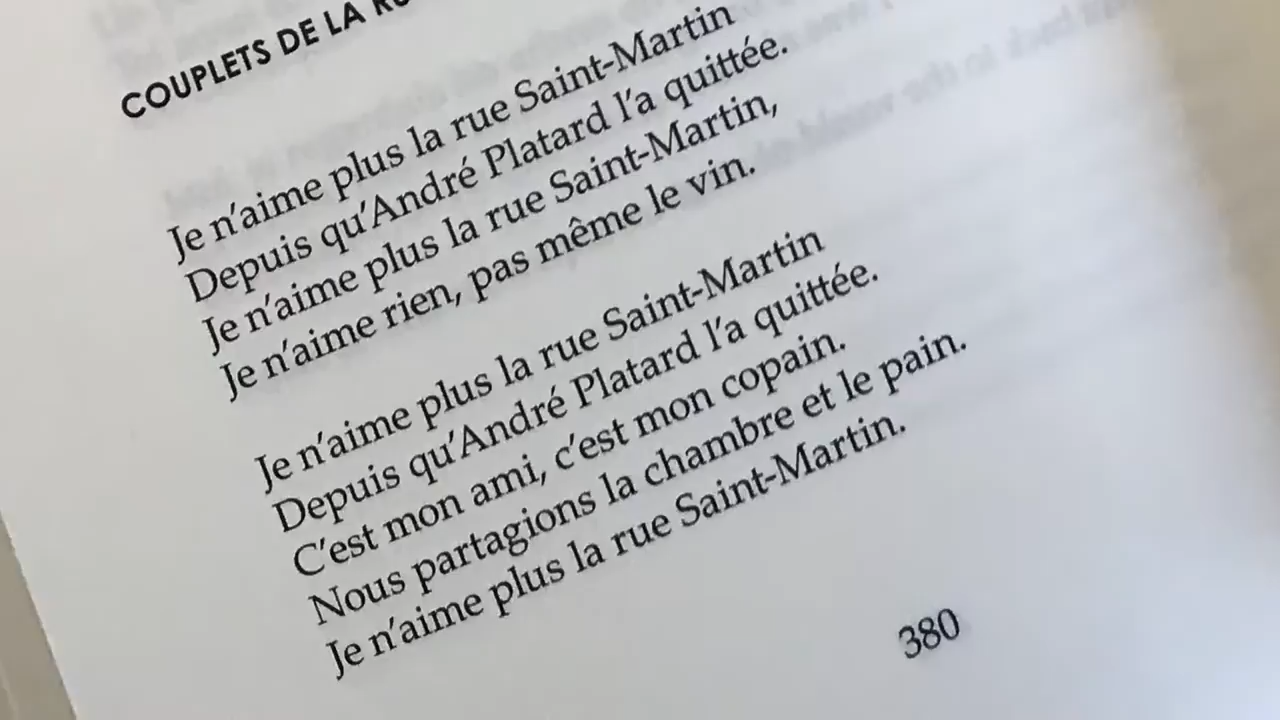 COUPLETS DE LA
Je n'aime plus la rue Saint-Martin
Depuis qu'André Platard l'a quittée.
Je n'aime plus la rue Saint-Martin,
Je n'aime rien, pas même le vin.
Je n'aime plus la rue Saint-Martin
Depuis qu'André Platard l'a quittée.
C'est mon ami, c'est mon copain.
Nous partagions la chambre et le pain.
Je n'aime plus la rue Saint-Martin.
380